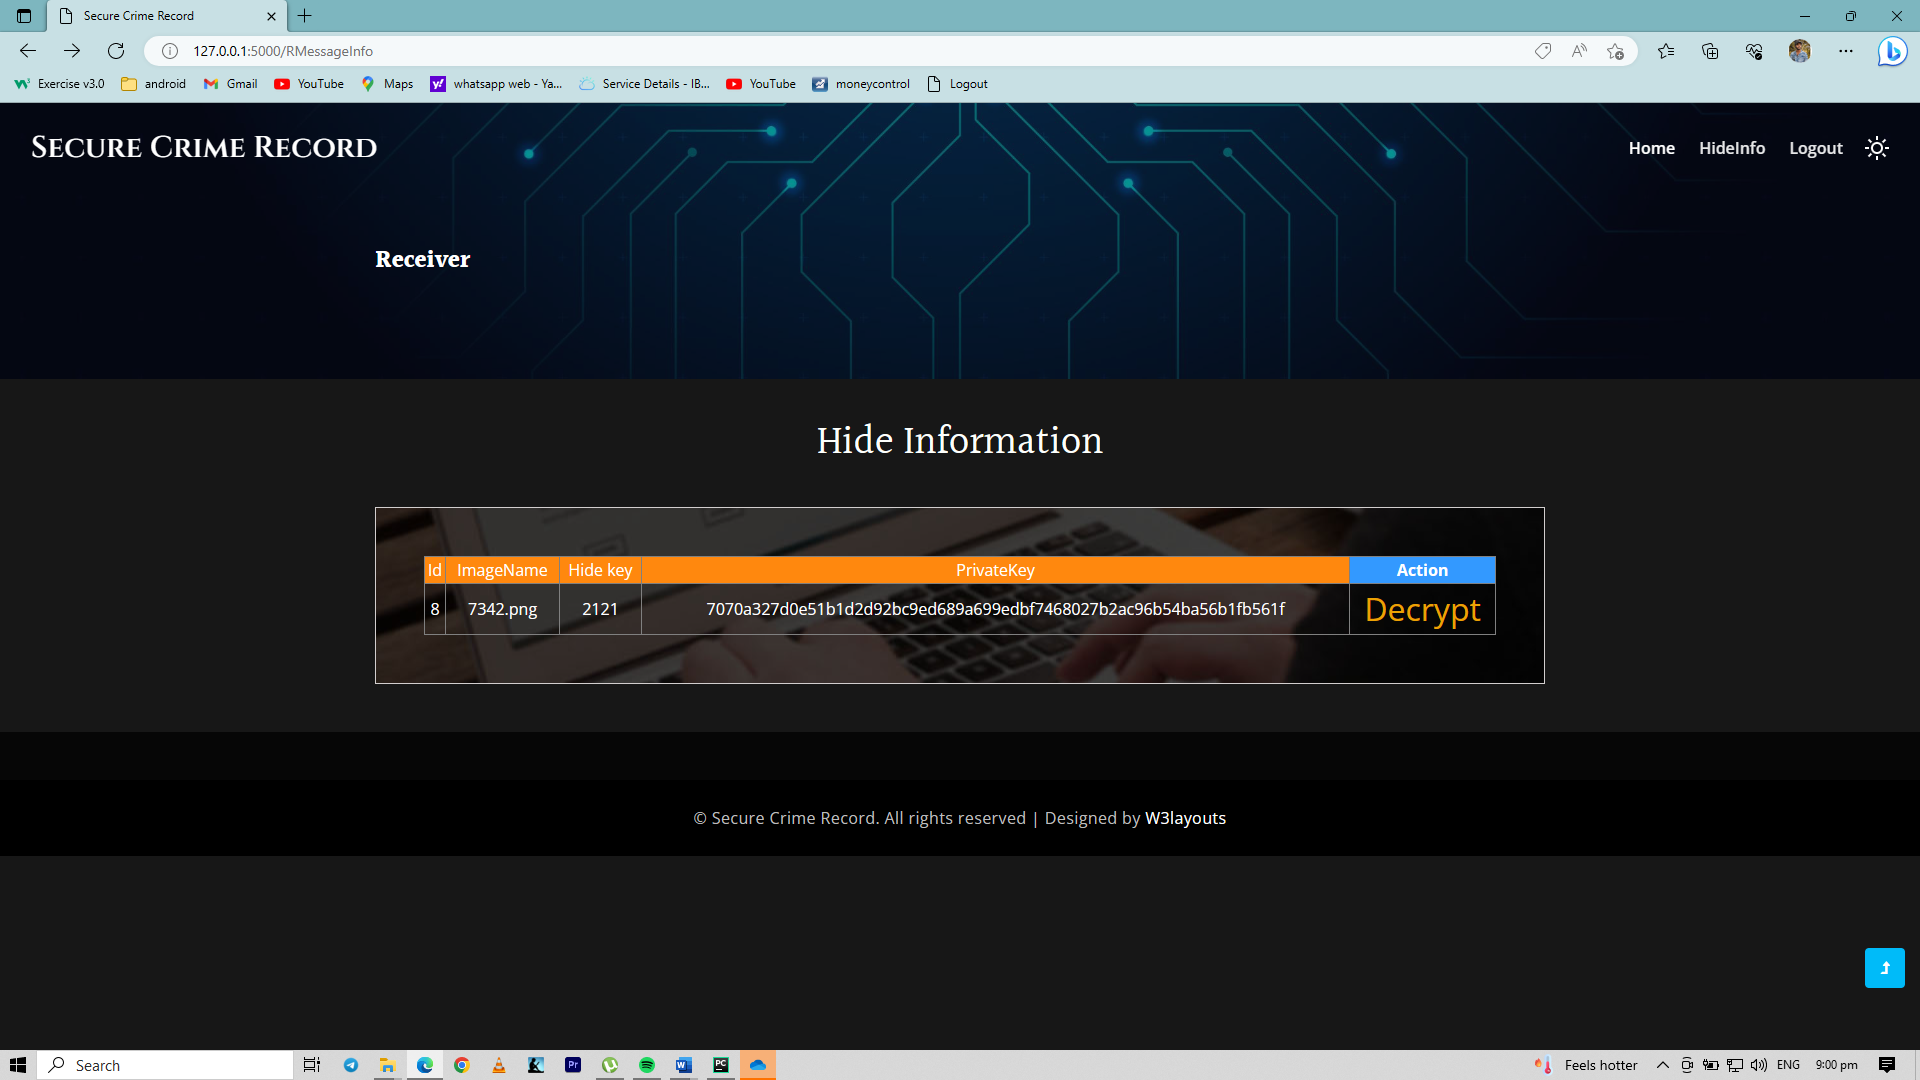 Secure Crime Record
127.0.0.1:5000/RMessageInfo
Exercise v3.0 android Gmail YouTube Maps whatsapp web - Ya... Service Details - IB... YouTube moneycontrol Logout
Secure Crime Record
Home HideInfo Logout
Receiver
Hide Information
Id ImageName Hide key PrivateKey Action
8 7342.png 2121 7070a327d0e51b1d2d92bc9ed689a699edbf7468027b2ac96b54ba56b1fb561f Decrypt
© Secure Crime Record. All rights reserved | Designed by W3layouts
Search Feels hotter ENG 9:00 pm